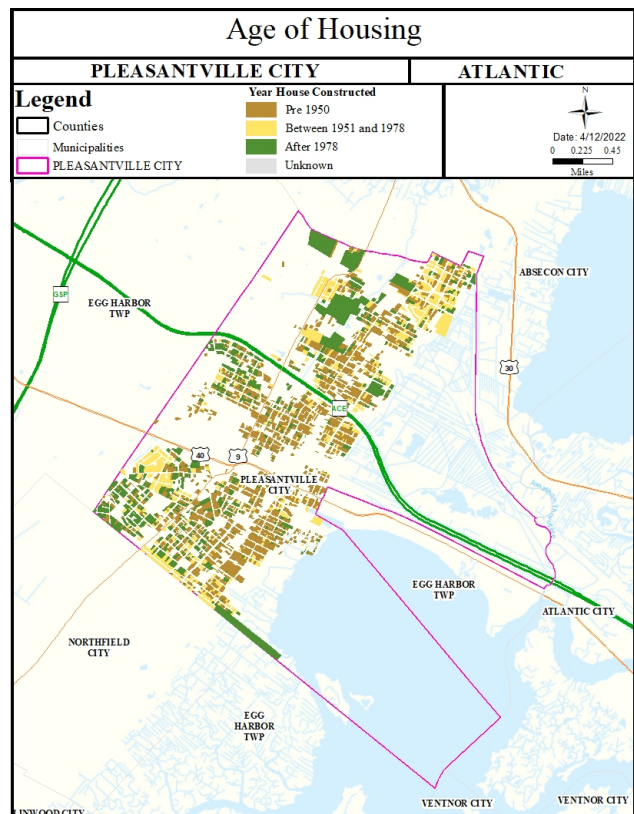 Age of Housing
PLEASANTVILLE CITY
ATLANTIC
Legend
Counties
Municipalities
PLEASANTVILLE CITY
Year House Constructed
Pre 1950
Between 1951 and 1978
After 1978
Unknown
N
Date: 4/12/2022
0 0.225 0.45
Miles
ABSECON CITY
GSP
EGG HARBOR
TWP
30
ACE
40
9
PLEASANTVILLE
CITY
EGG HARBOR
TWP
ATLANTIC CITY
NORTHFIELD
CITY
EGG
HARBOR
TWP
VENTNOR CITY
VENTNOR CITY
LINWOOD CITY